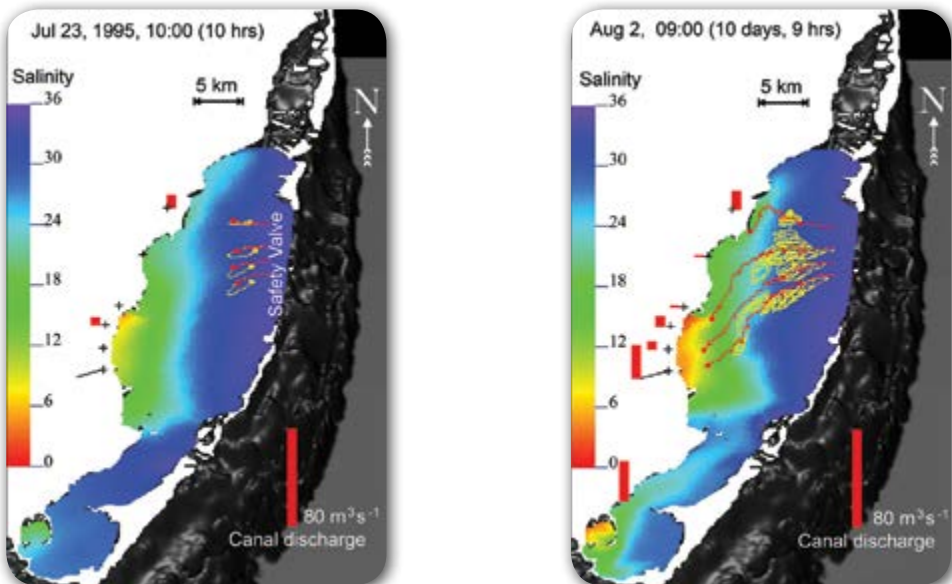 Jul 23, 1995, 10:00 (10 hrs)
Salinity
36
30
24
18
12
6
0
5 km
N
Safety Valve
80 m³s⁻¹
Canal discharge
Aug 2, 09:00 (10 days, 9 hrs)
Salinity
36
30
24
18
12
6
0
5 km
N
80 m³s⁻¹
Canal discharge